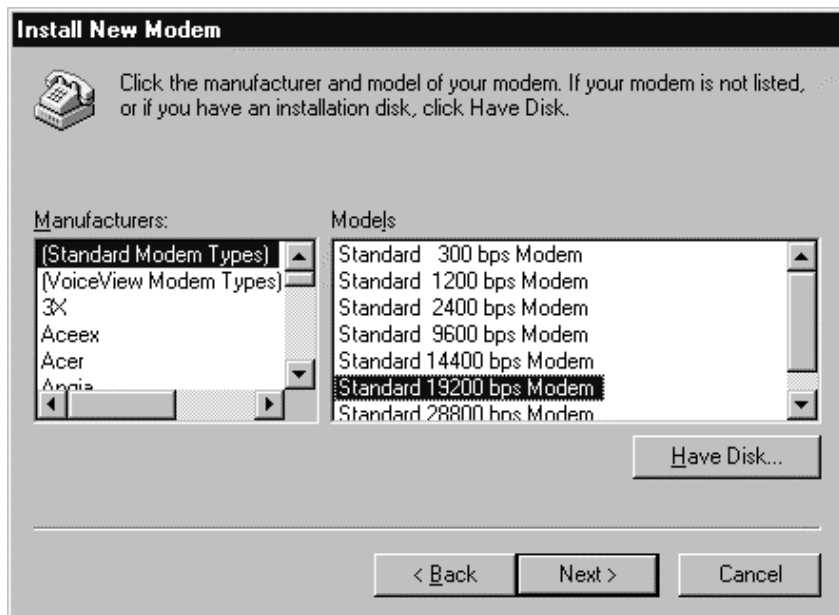 Install New Modem
Click the manufacturer and model of your modem. If your modem is not listed,
or if you have an installation disk, click Have Disk.
Manufacturers:
(Standard Modem Types)
(VoiceView Modem Types)
3X
Aceex
Acer
Angia
Models
Standard   300 bps Modem
Standard  1200 bps Modem
Standard  2400 bps Modem
Standard  9600 bps Modem
Standard 14400 bps Modem
Standard 19200 bps Modem
Standard 28800 bps Modem
Have Disk...
< Back
Next >
Cancel